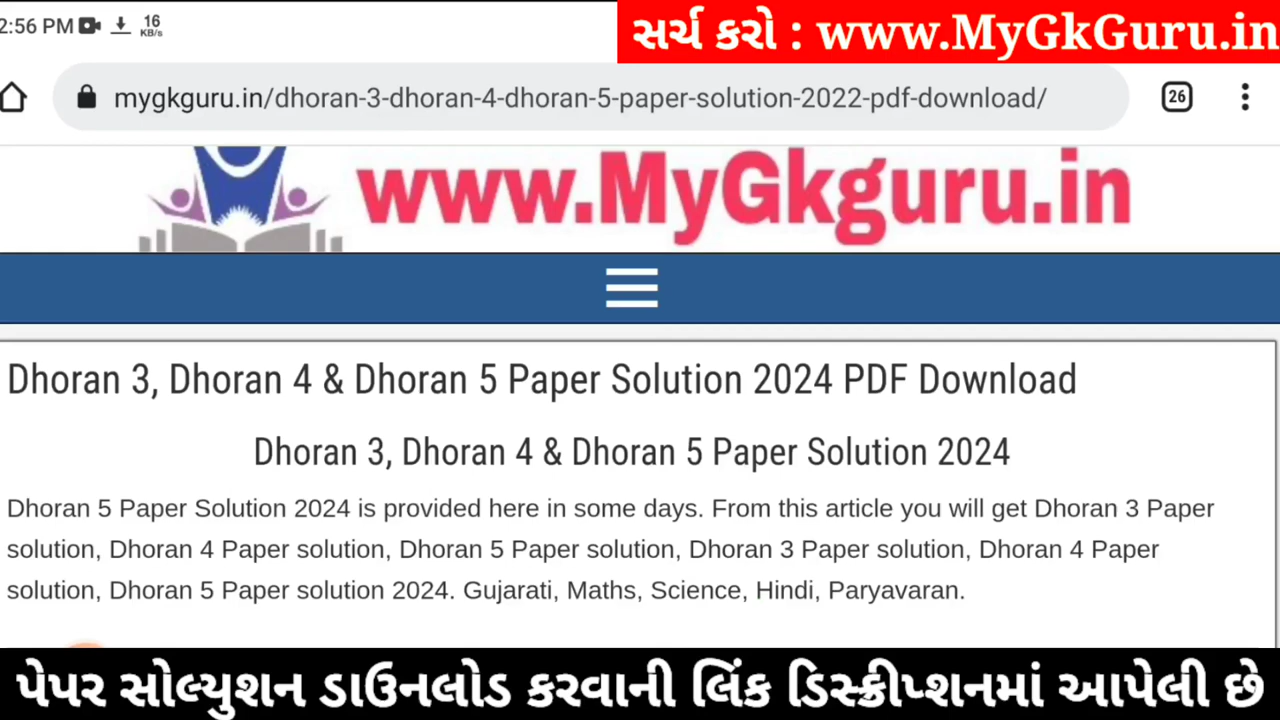 2:56 PM 16 KB/s
સર્ચ કરો : www.MyGkGuru.in
mygkguru.in/dhoran-3-dhoran-4-dhoran-5-paper-solution-2022-pdf-download/
26
www.MyGkguru.in
Dhoran 3, Dhoran 4 & Dhoran 5 Paper Solution 2024 PDF Download
Dhoran 3, Dhoran 4 & Dhoran 5 Paper Solution 2024
Dhoran 5 Paper Solution 2024 is provided here in some days. From this article you will get Dhoran 3 Paper
solution, Dhoran 4 Paper solution, Dhoran 5 Paper solution, Dhoran 3 Paper solution, Dhoran 4 Paper
solution, Dhoran 5 Paper solution 2024. Gujarati, Maths, Science, Hindi, Paryavaran.
પેપર સોલ્યુશન ડાઉનલોડ કરવાની લિંક ડિસ્ક્રીપ્શનમાં આપેલી છે